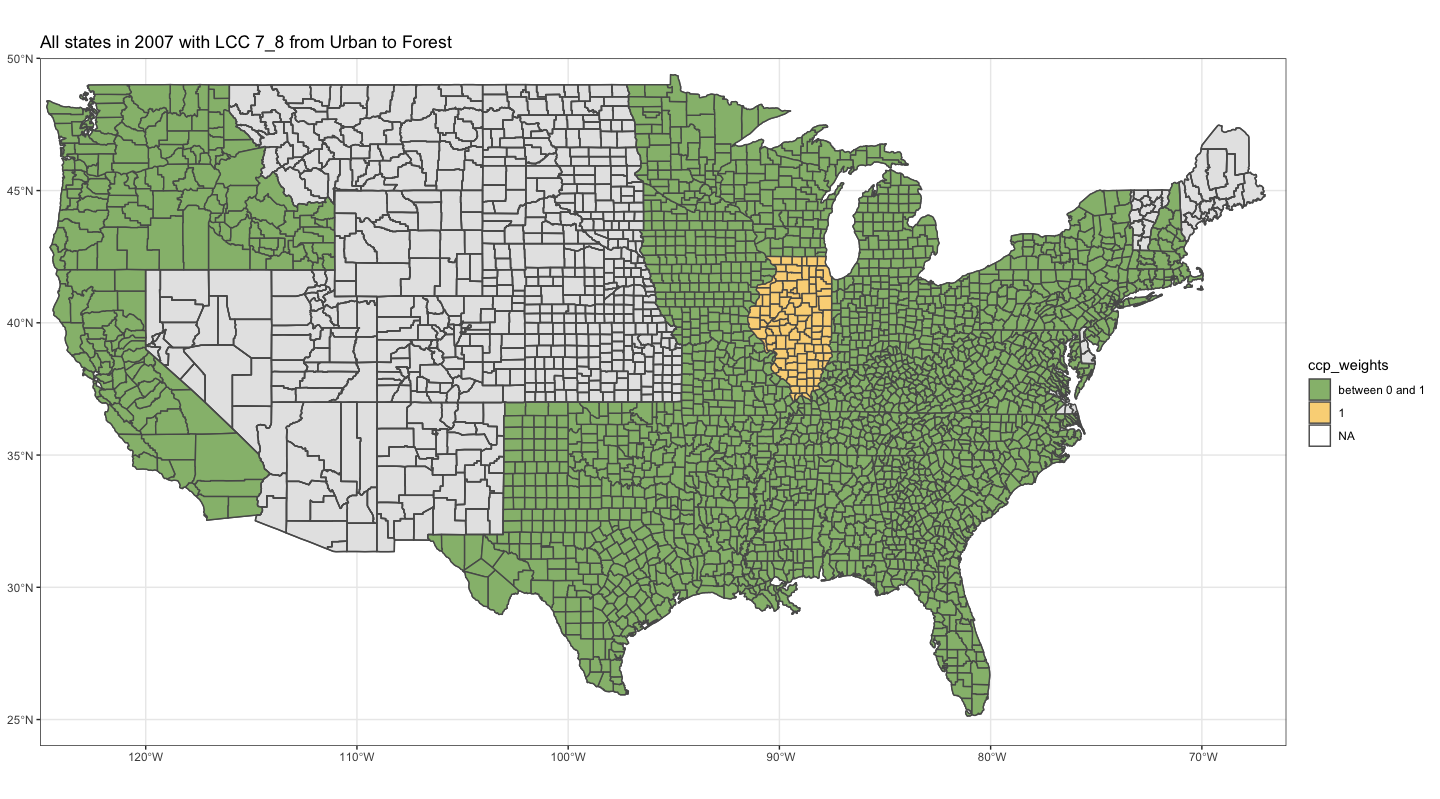 All states in 2007 with LCC 7_8 from Urban to Forest
50°N
45°N
40°N
35°N
30°N
25°N
120°W
110°W
100°W
90°W
80°W
70°W
ccp_weights
between 0 and 1
1
NA